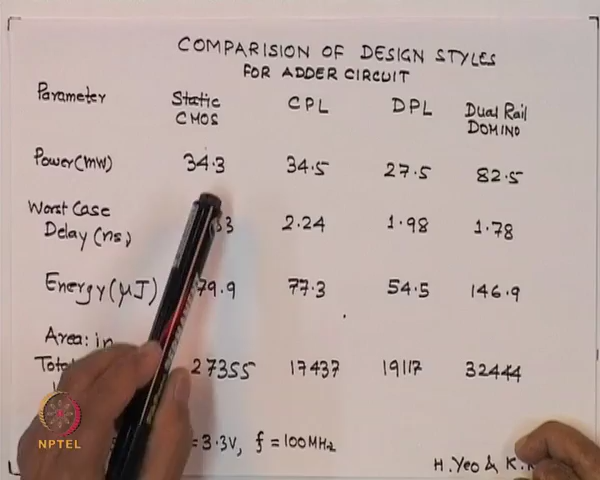 COMPARISION OF DESIGN STYLES
FOR ADDER CIRCUIT
Parameter Static CPL DPL Dual Rail
CMOS DOMINO
Power(mW) 34.3 34.5 27.5 82.5
Worst Case
Delay(ns) 2.24 1.98 1.78
Energy(μJ) 79.9 77.3 54.5 146.9
Area: in
27355 17437 19117 32444
= 3.3V, f = 100MHz
H. Yeo & K.
NPTEL